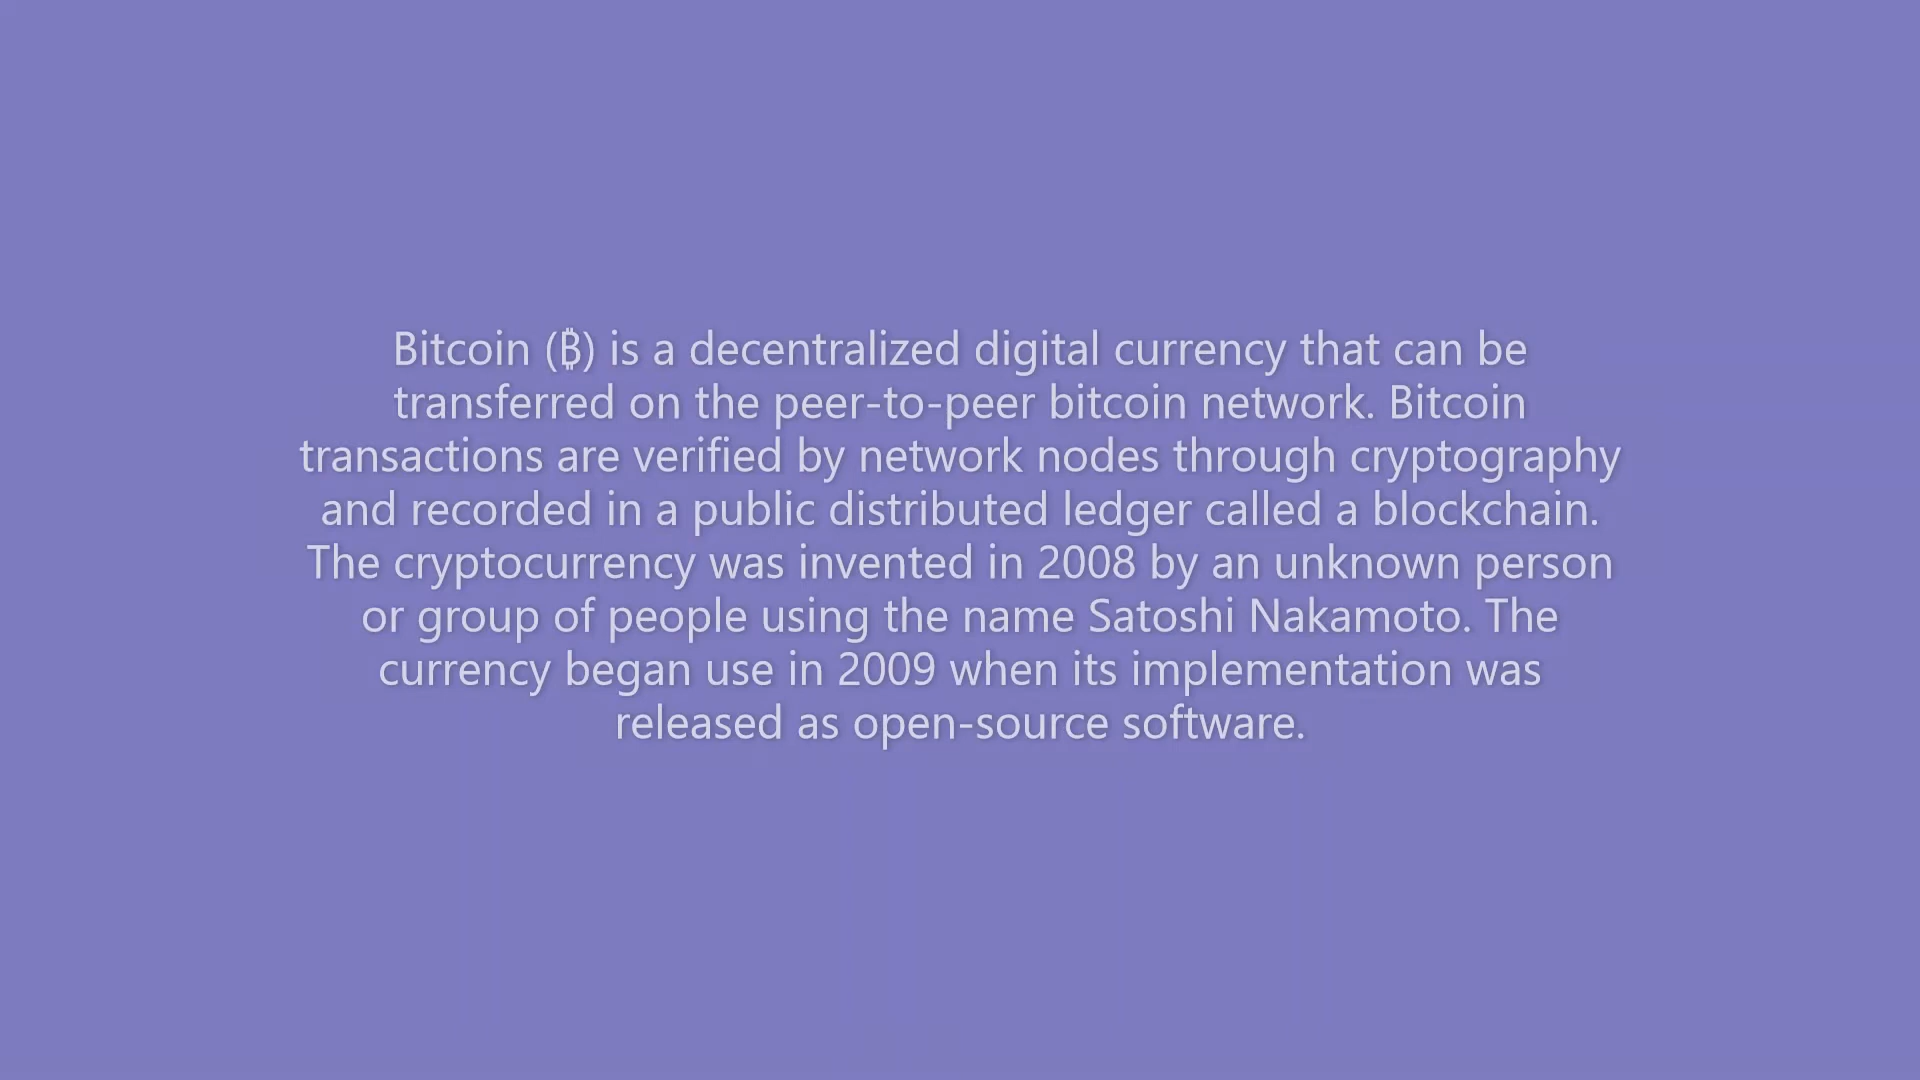 Bitcoin (₿) is a decentralized digital currency that can be
transferred on the peer-to-peer bitcoin network. Bitcoin
transactions are verified by network nodes through cryptography
and recorded in a public distributed ledger called a blockchain.
The cryptocurrency was invented in 2008 by an unknown person
or group of people using the name Satoshi Nakamoto. The
currency began use in 2009 when its implementation was
released as open-source software.